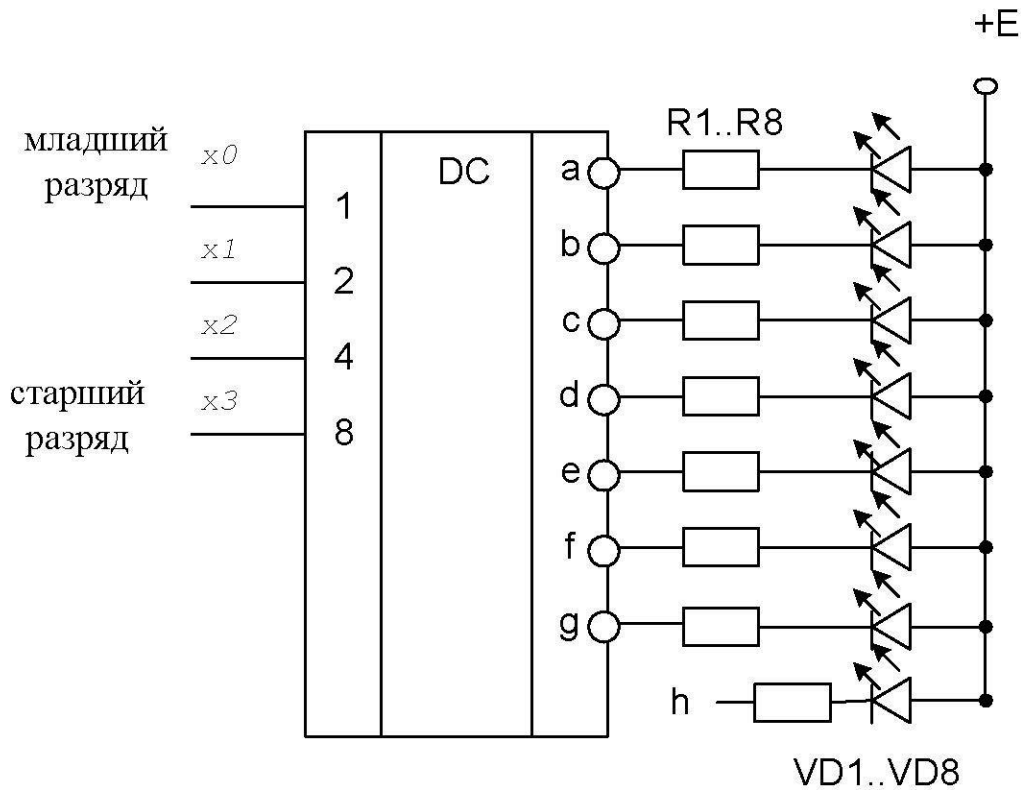 +E
младший
разряд
x0
x1
x2
старший
разряд
x3
1
2
4
8
DC
a
b
c
d
e
f
g
h
R1..R8
VD1..VD8